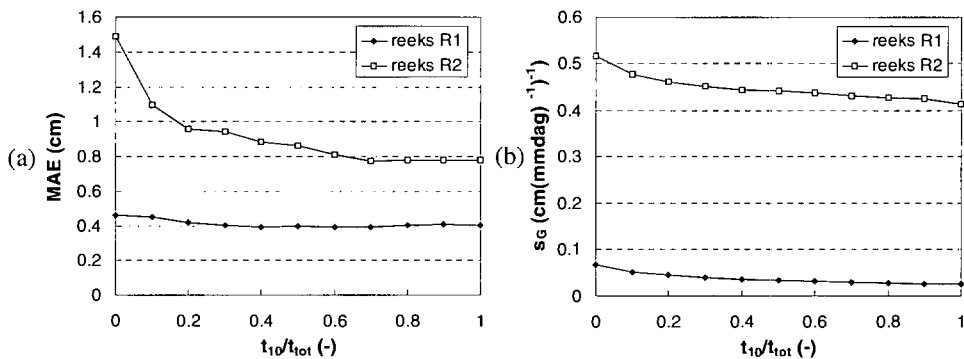 (a)
MAE (cm)
1.6
1.4
1.2
1
0.8
0.6
0.4
0.2
0
reeks R1
reeks R2
0 0.2 0.4 0.6 0.8 1
t10/ttot (-)
(b)
sG (cm(mmdag) -1)-1)
0.6
0.5
0.4
0.3
0.2
0.1
0
reeks R1
reeks R2
0 0.2 0.4 0.6 0.8 1
t10/ttot (-)